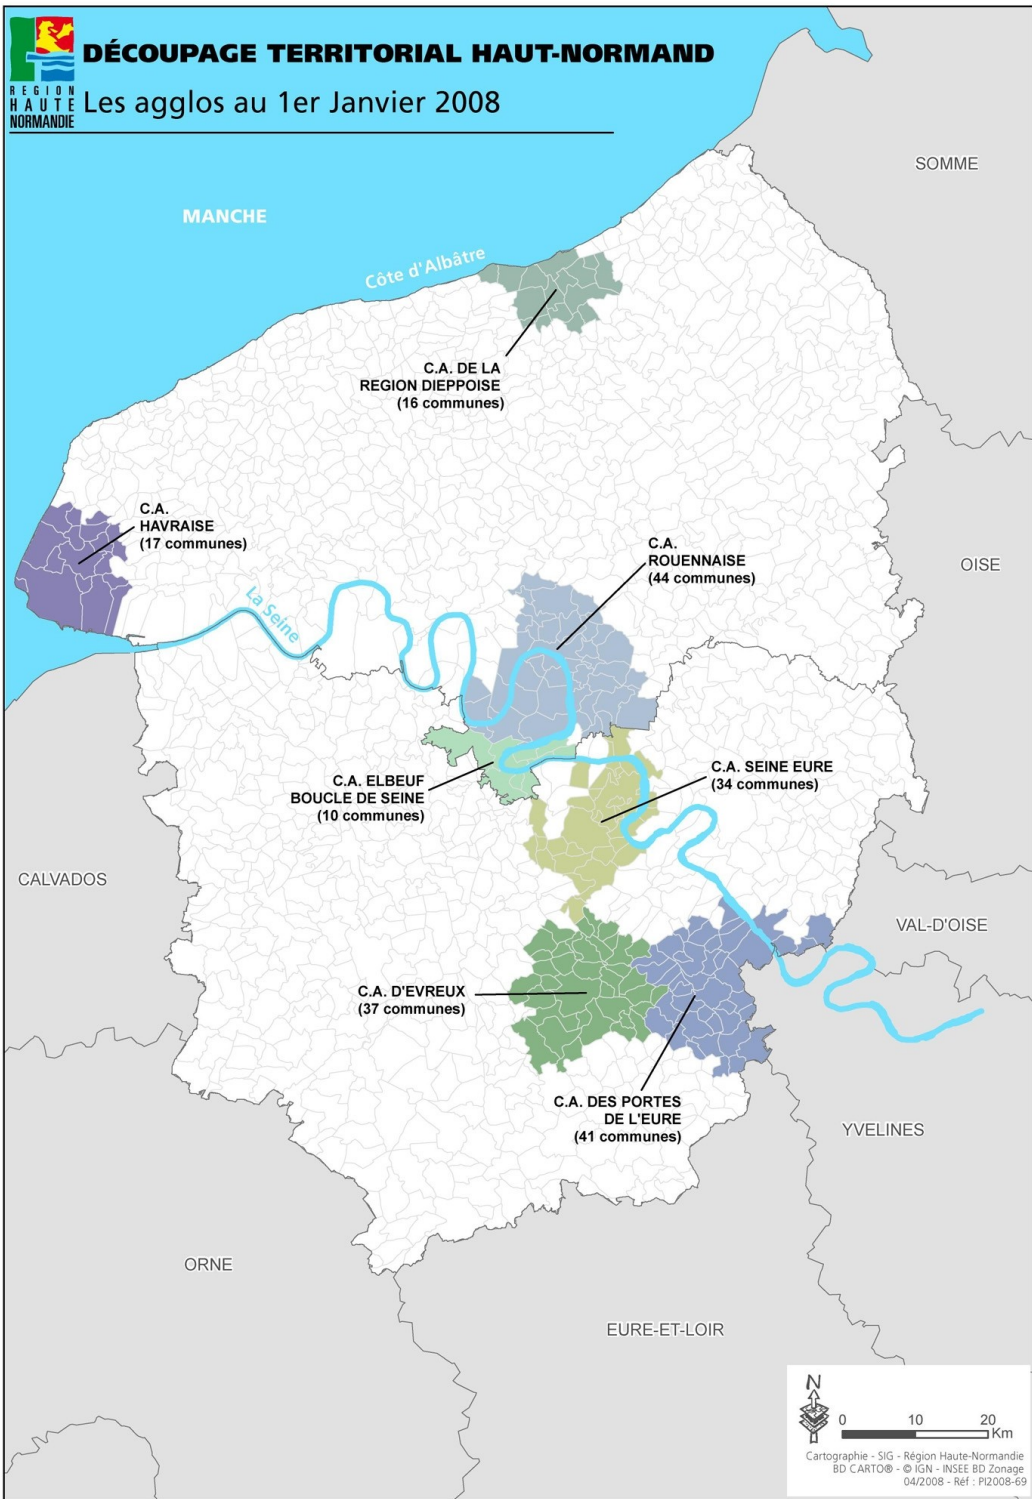 REGION
HAUTE
NORMANDIE
DÉCOUPAGE TERRITORIAL HAUT-NORMAND
Les agglos au 1er Janvier 2008
SOMME
MANCHE
Côte d'Albâtre
C.A. DE LA
REGION DIEPPOISE
(16 communes)
C.A.
HAVRAISE
(17 communes)
C.A.
ROUENNAISE
(44 communes)
OISE
La Seine
C.A. ELBEUF
BOUCLE DE SEINE
(10 communes)
C.A. SEINE EURE
(34 communes)
CALVADOS
VAL-D'OISE
C.A. D'EVREUX
(37 communes)
C.A. DES PORTES
DE L'EURE
(41 communes)
YVELINES
ORNE
EURE-ET-LOIR
N
0 10 20
Km
Cartographie - SIG - Région Haute-Normandie
BD CARTO® - © IGN - INSEE BD Zonage
04/2008 - Réf : PI2008-69